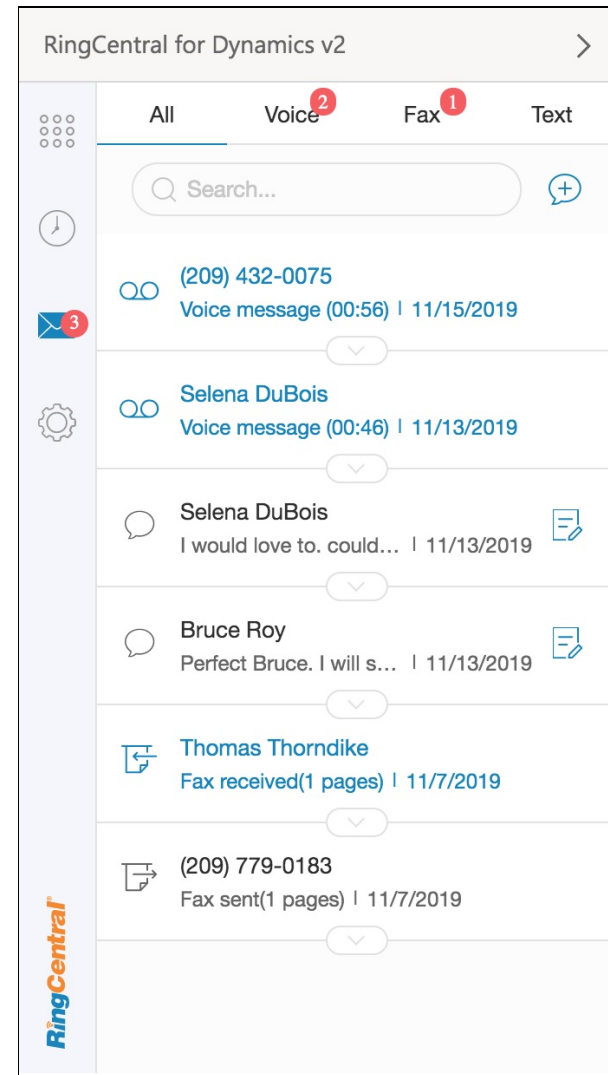 RingCentral for Dynamics v2
All Voice 2 Fax 1 Text
Search...
(209) 432-0075
Voice message (00:56) | 11/15/2019
3
Selena DuBois
Voice message (00:46) | 11/13/2019
Selena DuBois
I would love to. could... | 11/13/2019
Bruce Roy
Perfect Bruce. I will s... | 11/13/2019
Thomas Thorndike
Fax received(1 pages) | 11/7/2019
(209) 779-0183
Fax sent(1 pages) | 11/7/2019
RingCentral